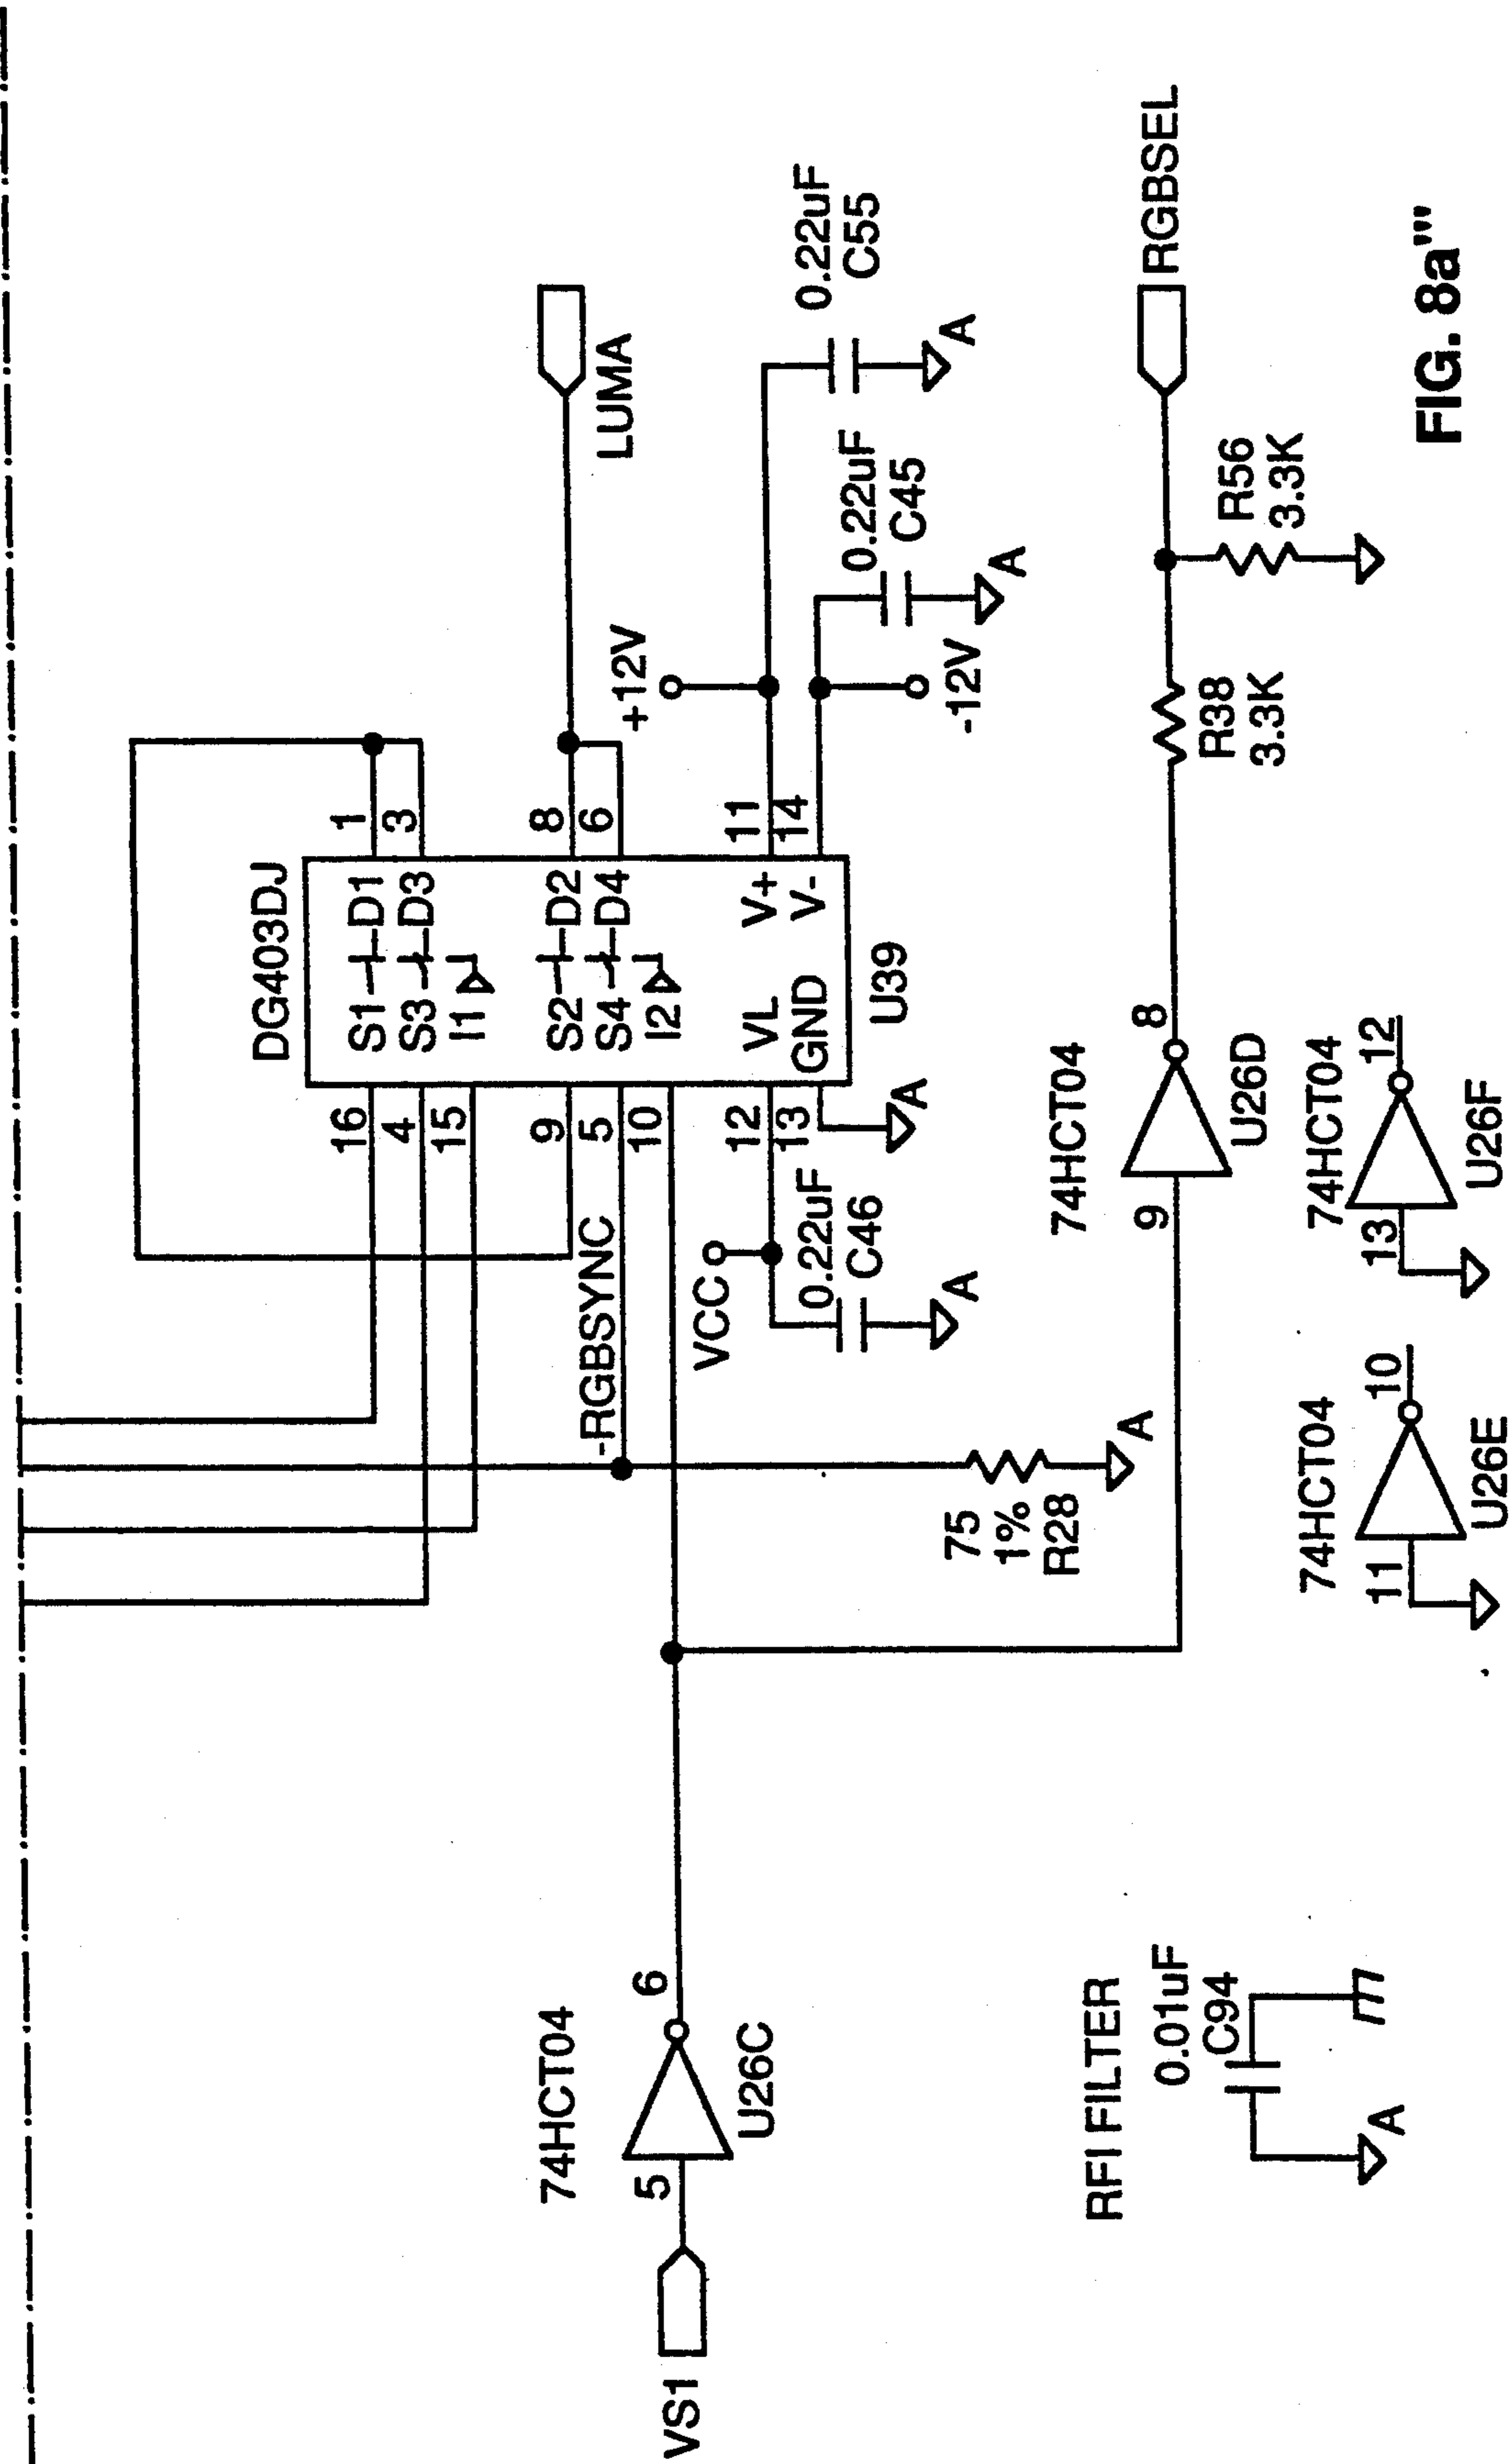 DG403DJ
16
4
15
9
5
10
12
13
S1
D1
S3
D3
I1
S2
D2
S4
D4
I2
VL
V+
GND
V-
1
3
8
6
11
14
U39
LUMA
+12V
-12V
0.22uF
C55
0.22uF
C45
-RGBSYNC
VCC
0.22uF
C46
A
A
A
A
75
1%
R28
A
VS1
74HCT04
5
6
U26C
74HCT04
9
8
U26D
R38
3.3K
R56
3.3K
RGBSEL
RFI FILTER
0.01uF
C94
A
74HCT04
11
10
U26E
74HCT04
13
12
U26F
FIG. 8a'''